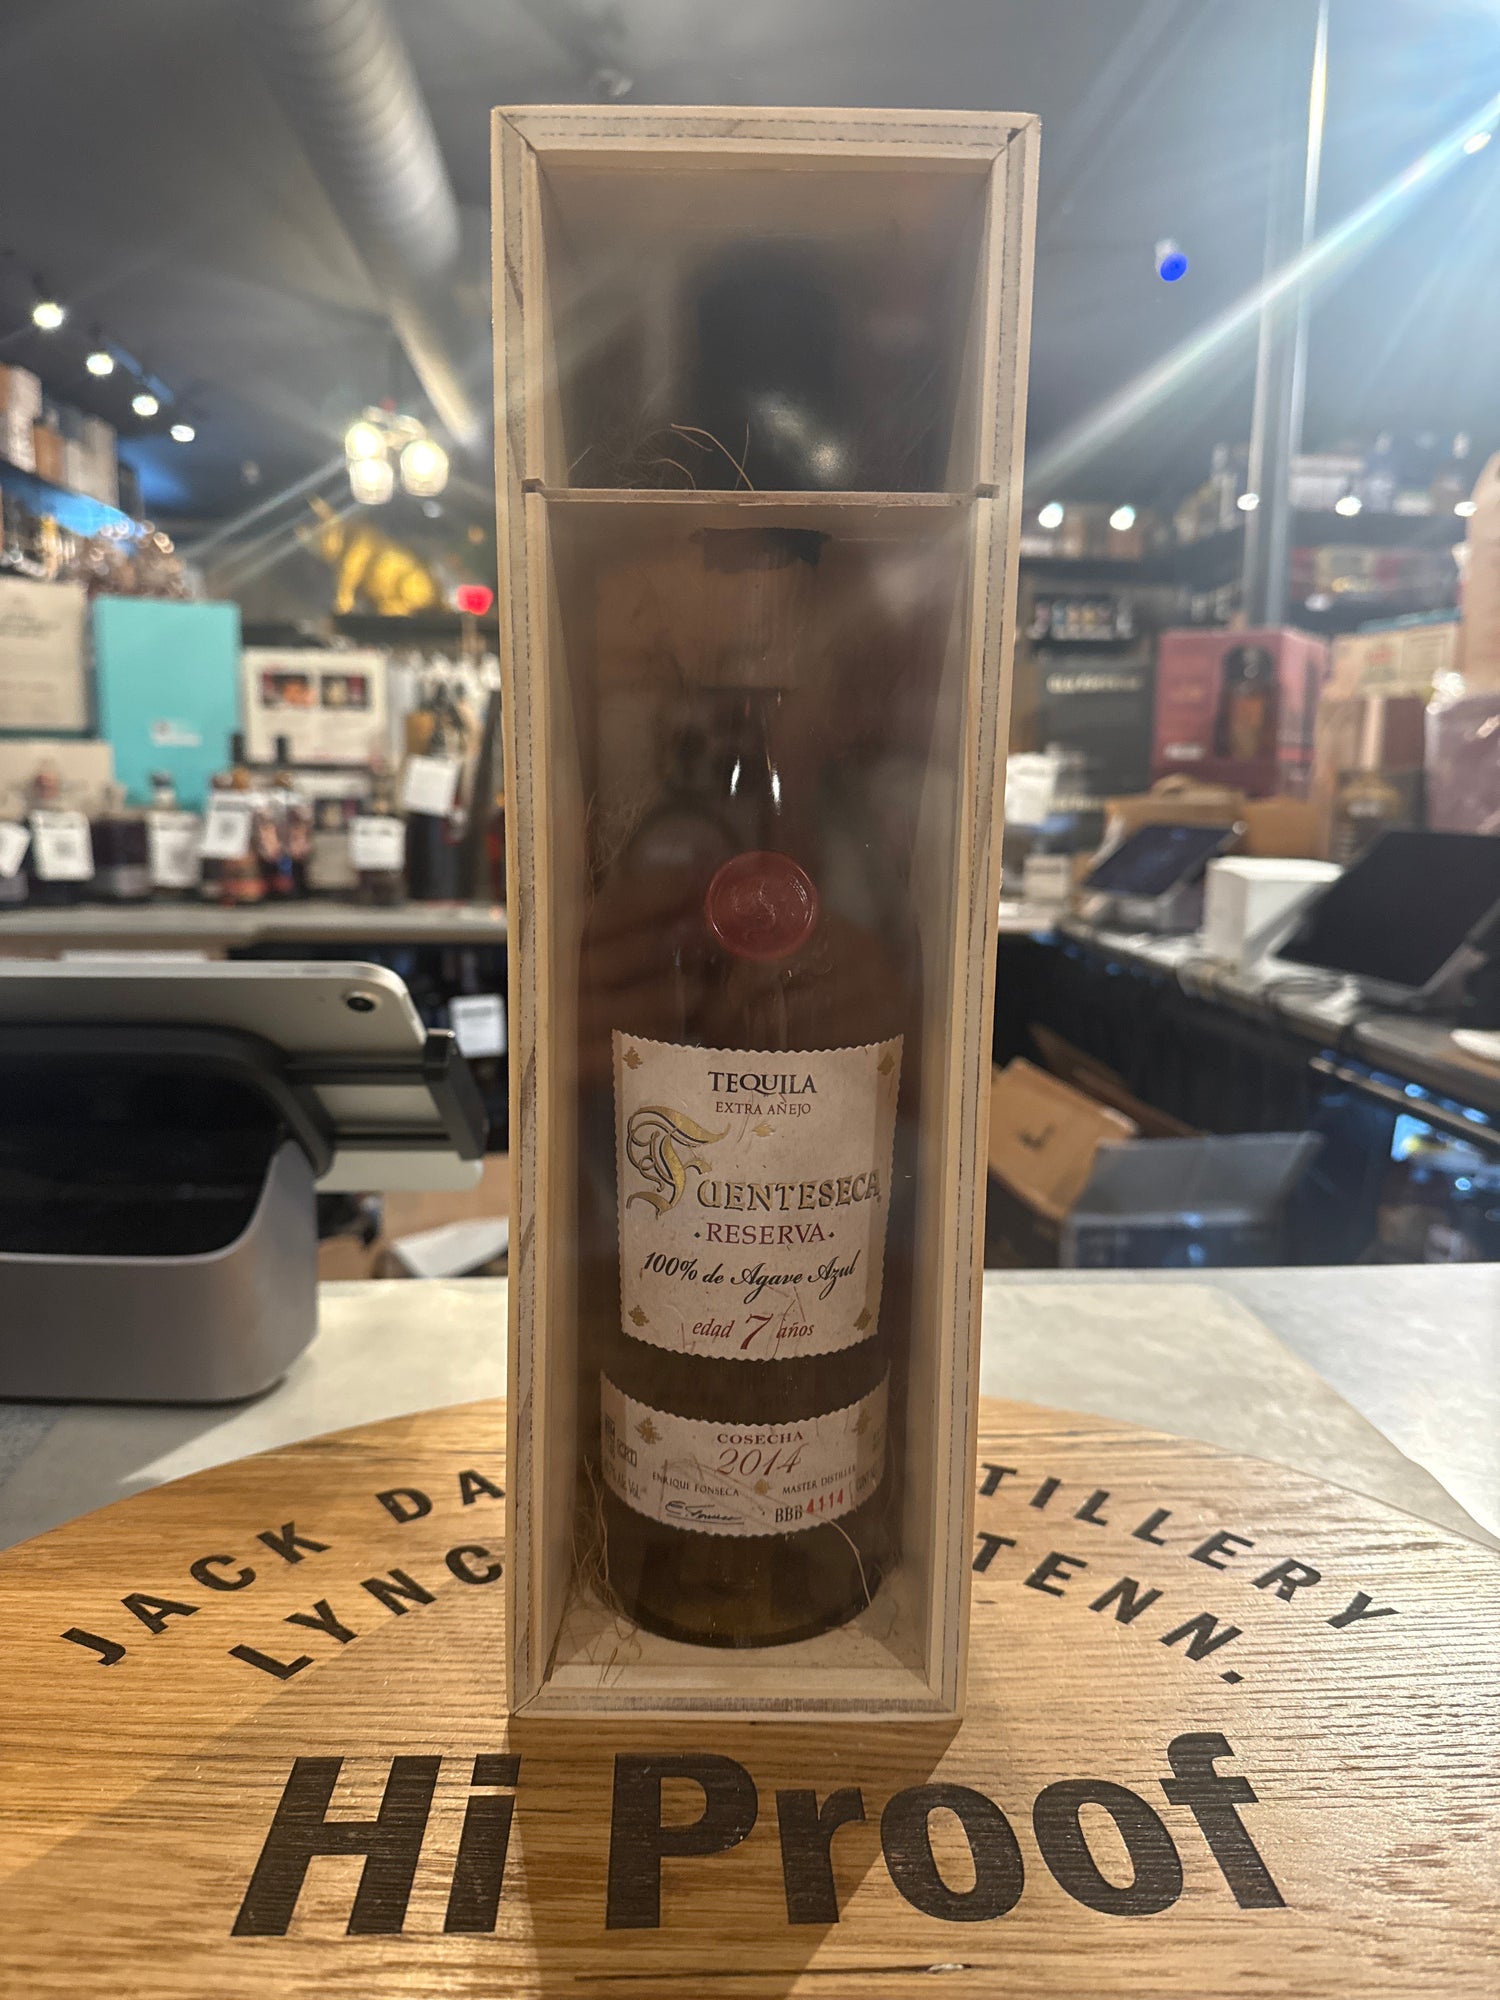 TEQUILA
EXTRA AÑEJO
FUENTESECA
·RESERVA·
100% de Agave Azul
edad 7 años
COSECHA
2014
ENRIQUE FONSECA
MASTER DISTILLER
BBB 4114
JACK DA TILLERY
LYNC TENN.
Hi Proof